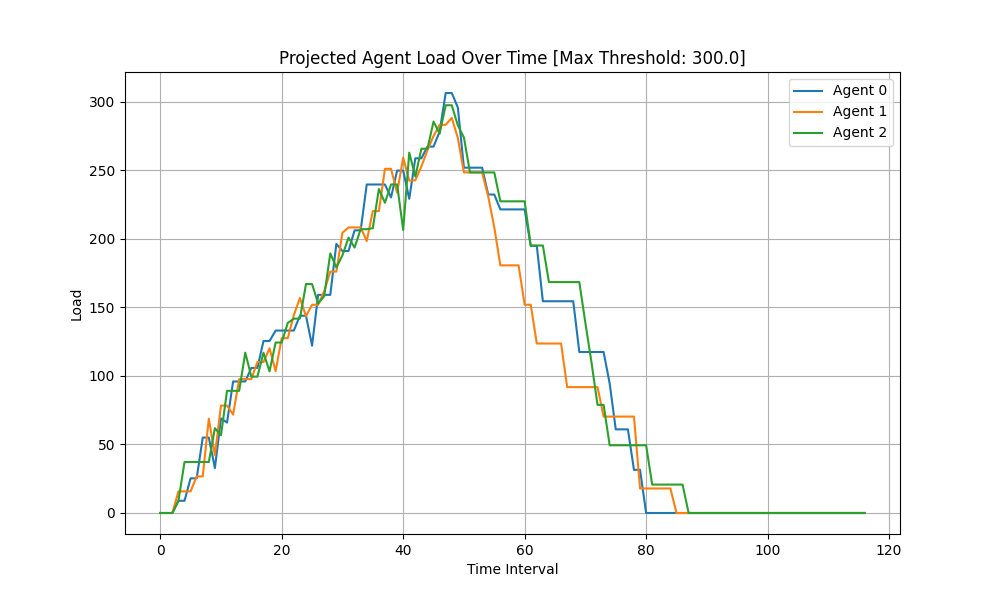 Projected Agent Load Over Time [Max Threshold: 300.0]
Agent 0
Agent 1
Agent 2
Load
300
250
200
150
100
50
0
0 20 40 60 80 100 120
Time Interval